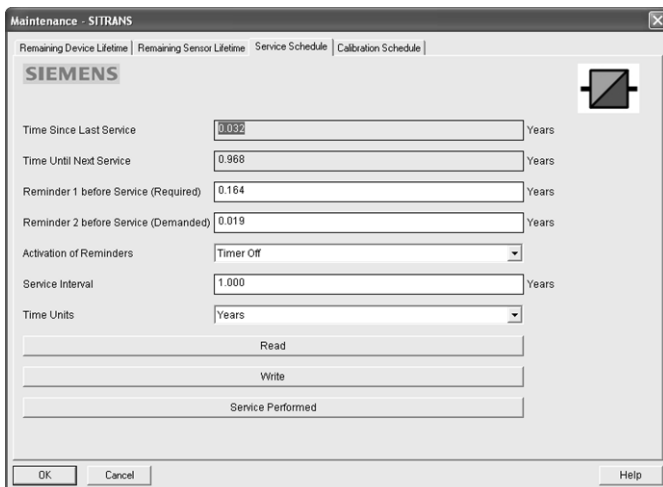 Maintenance - SITRANS
Remaining Device Lifetime Remaining Sensor Lifetime Service Schedule Calibration Schedule
SIEMENS
Time Since Last Service 0.032 Years
Time Until Next Service 0.968 Years
Reminder 1 before Service (Required) 0.164 Years
Reminder 2 before Service (Demanded) 0.019 Years
Activation of Reminders Timer Off
Service Interval 1.000 Years
Time Units Years
Read
Write
Service Performed
OK Cancel Help